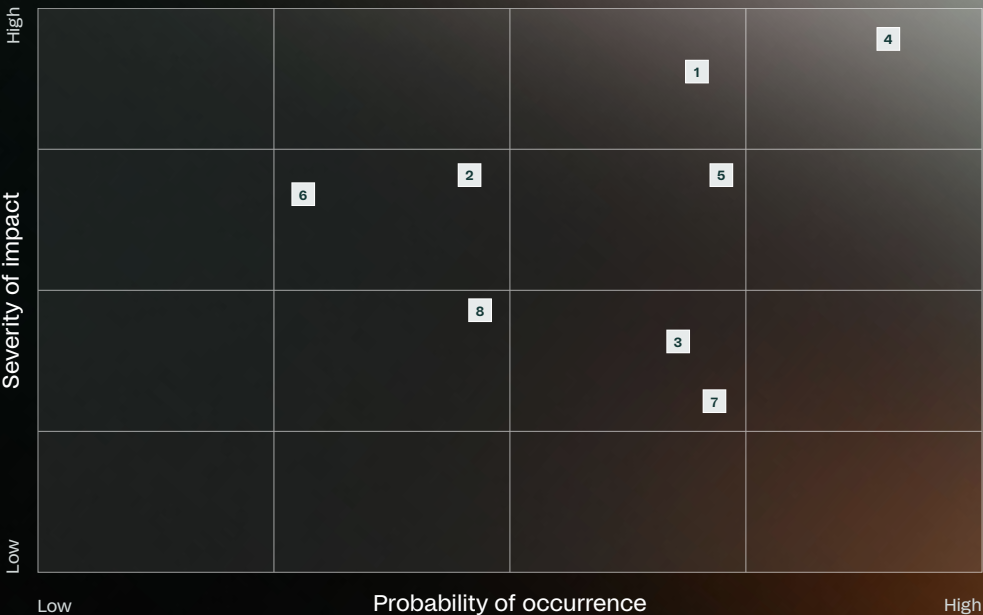 High
4
1
2
5
6
Severity of impact
8
3
7
Low
Low
Probability of occurrence
High